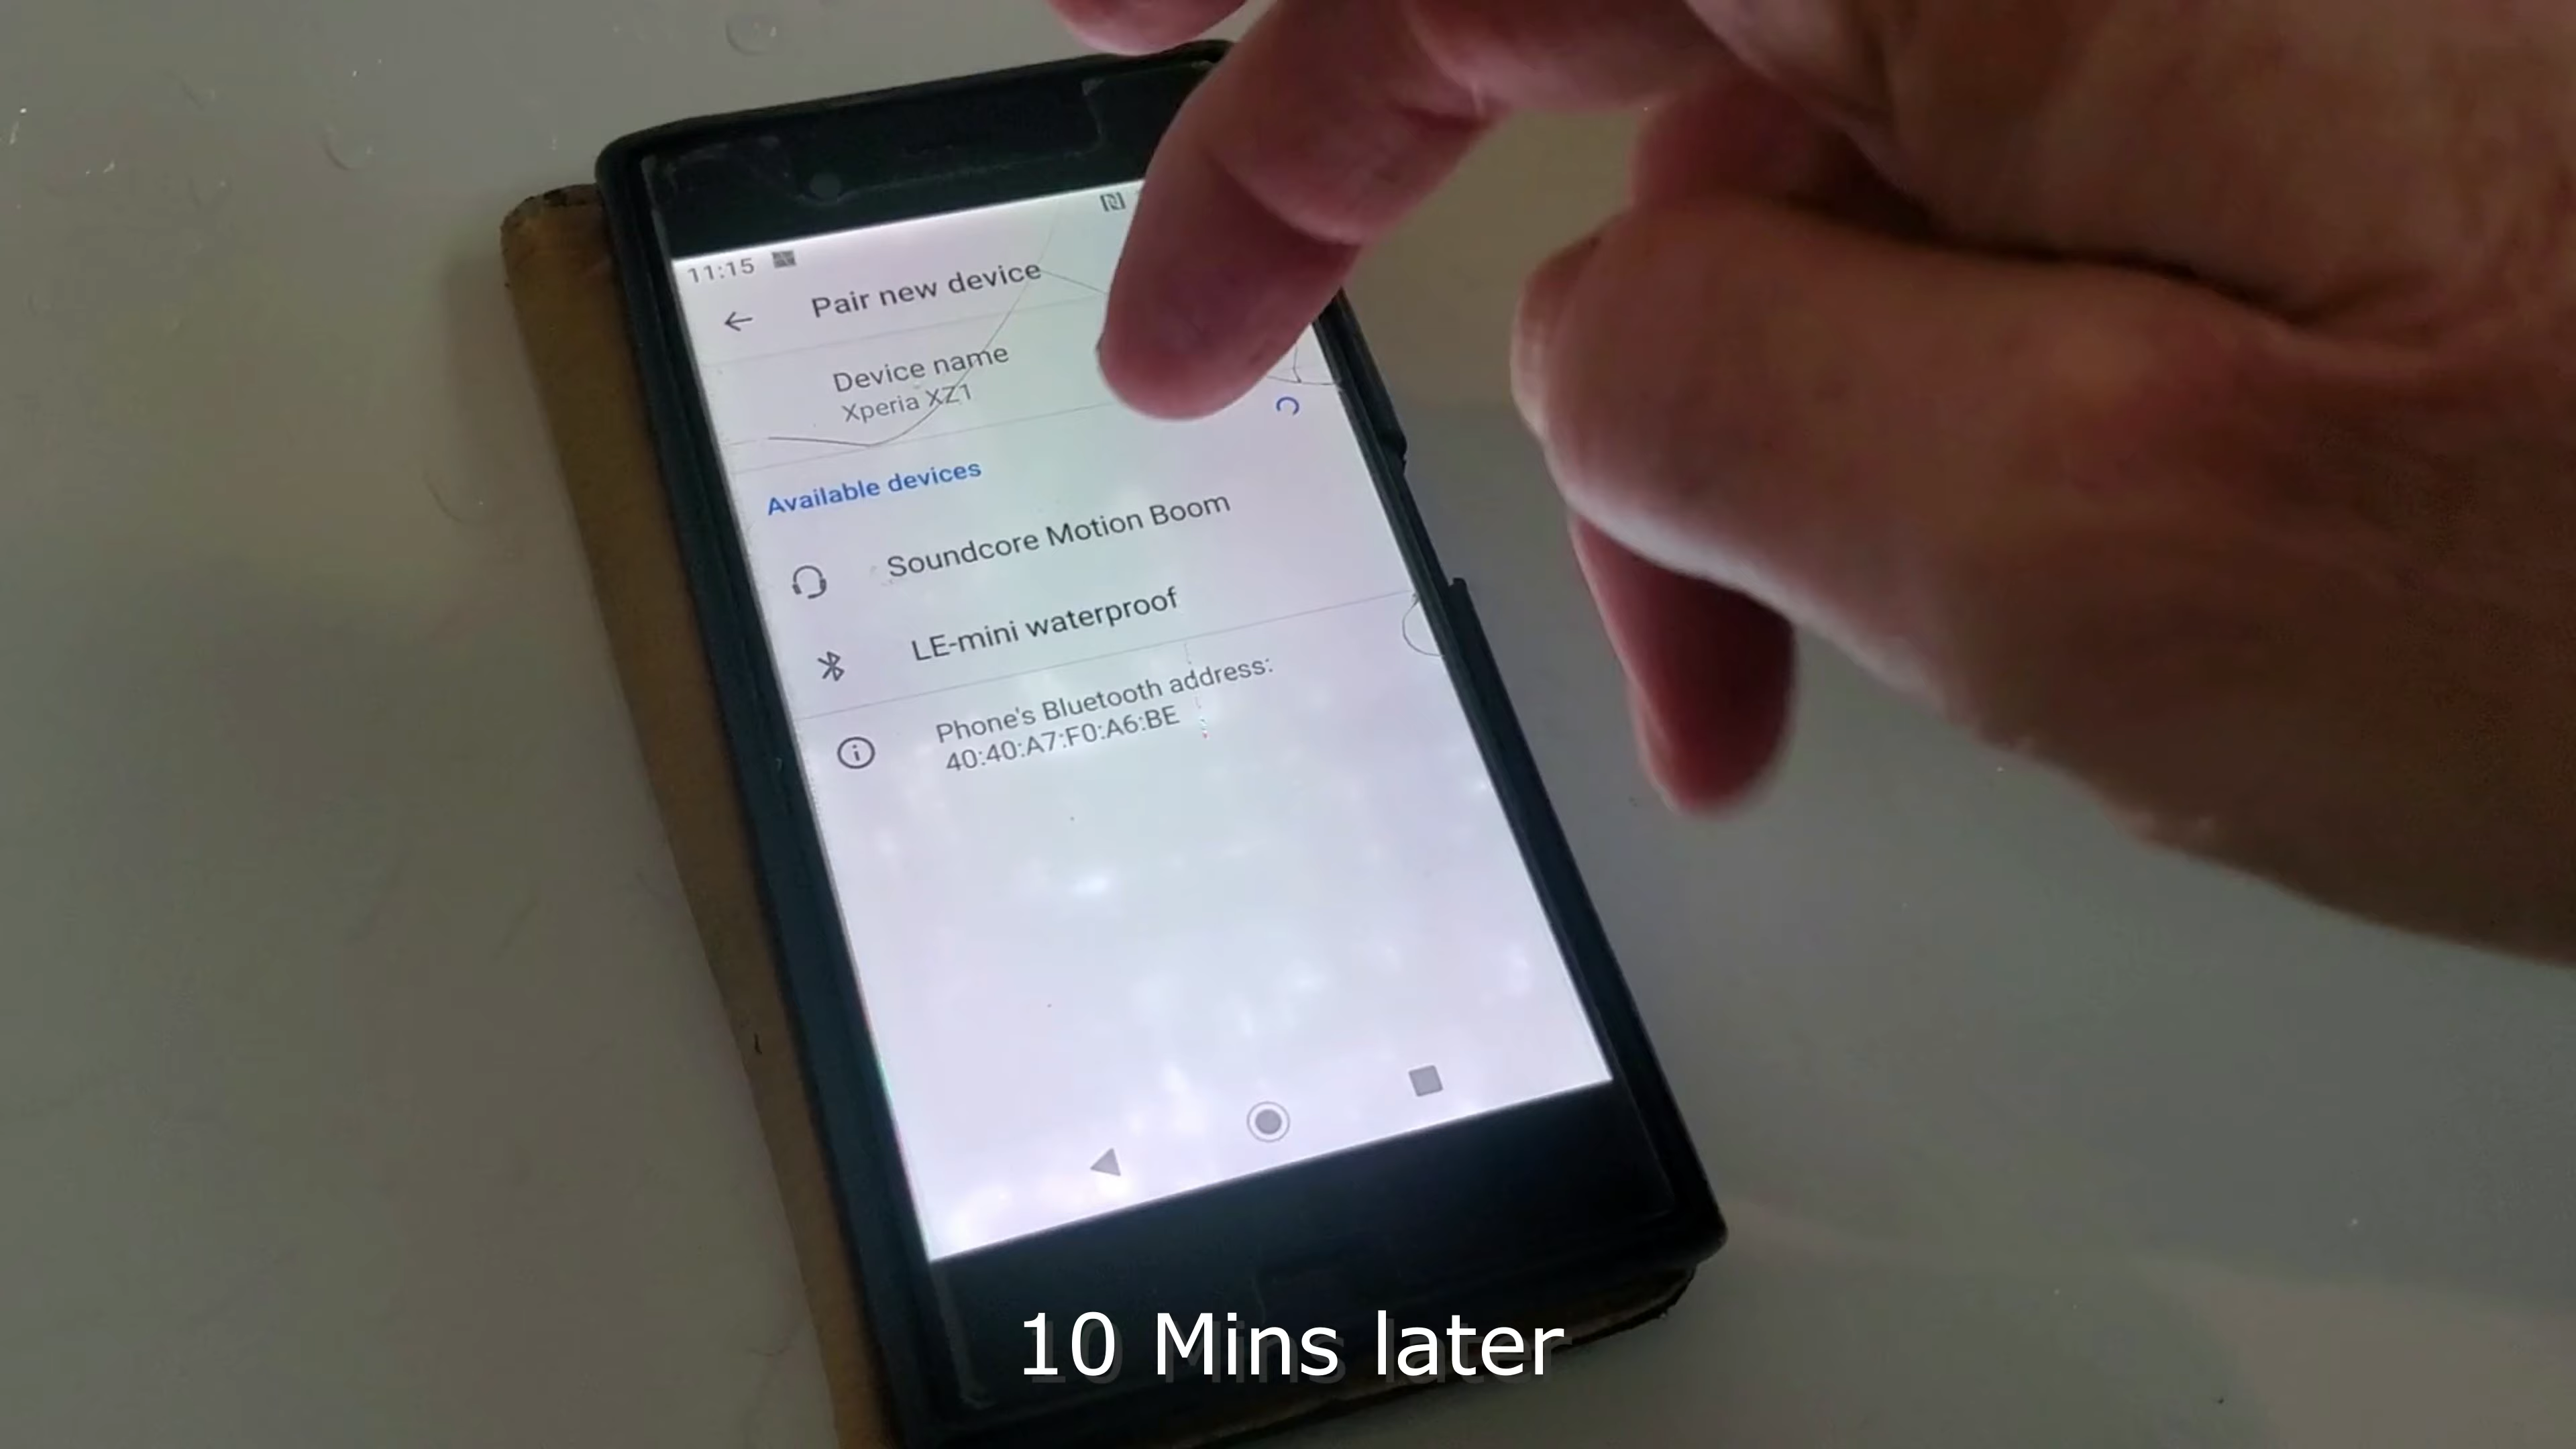 11:15
Pair new device
Device name
Xperia XZ1
Available devices
Soundcore Motion Boom
LE-mini waterproof
Phone's Bluetooth address:
40:40:A7:F0:A6:BE
10 Mins later